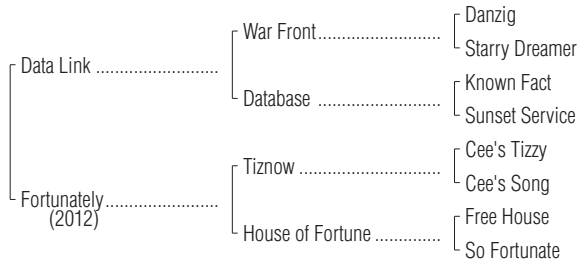 Danzig
War Front
Starry Dreamer
Data Link
Known Fact
Database
Sunset Service
Cee's Tizzy
Tiznow
Cee's Song
Fortunately
(2012)
Free House
House of Fortune
So Fortunate